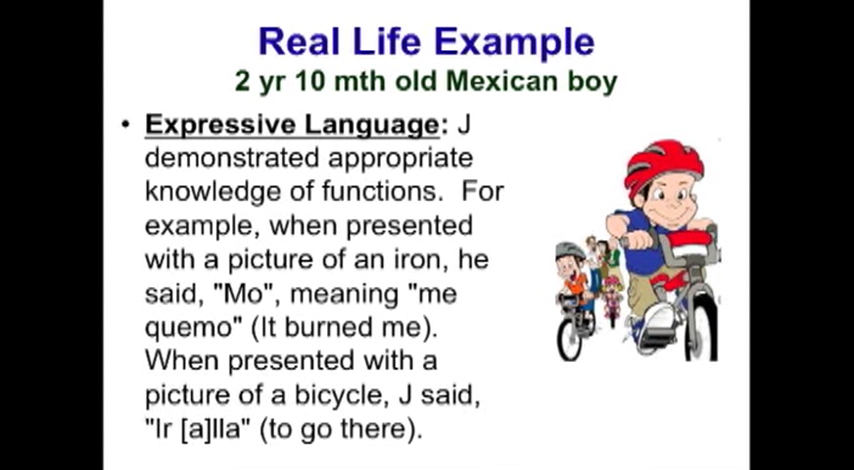 Real Life Example
2 yr 10 mth old Mexican boy
• Expressive Language: J
demonstrated appropriate
knowledge of functions. For
example, when presented
with a picture of an iron, he
said, "Mo", meaning "me
quemo" (It burned me).
When presented with a
picture of a bicycle, J said,
"Ir [a]lla" (to go there).